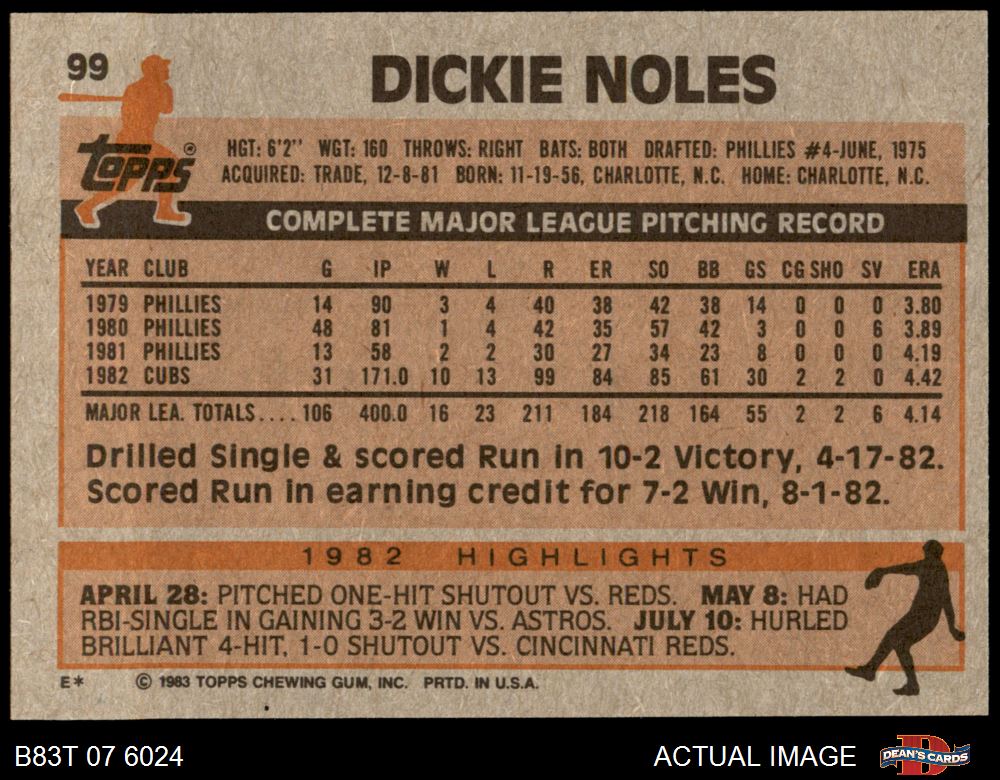 99
DICKIE NOLES
topps®
HGT: 6'2'' WGT: 160 THROWS: RIGHT BATS: BOTH DRAFTED: PHILLIES #4-JUNE, 1975
ACQUIRED: TRADE, 12-8-81 BORN: 11-19-56, CHARLOTTE, N.C. HOME: CHARLOTTE, N.C.
COMPLETE MAJOR LEAGUE PITCHING RECORD
YEAR CLUB G IP W L R ER SO BB GS CG SHO SV ERA
1979 PHILLIES 14 90 3 4 40 38 42 38 14 0 0 0 3.80
1980 PHILLIES 48 81 1 4 42 35 57 42 3 0 0 6 3.89
1981 PHILLIES 13 58 2 2 30 27 34 23 8 0 0 0 4.19
1982 CUBS 31 171.0 10 13 99 84 85 61 30 2 2 0 4.42
MAJOR LEA. TOTALS.... 106 400.0 16 23 211 184 218 164 55 2 2 6 4.14
Drilled Single & scored Run in 10-2 Victory, 4-17-82.
Scored Run in earning credit for 7-2 Win, 8-1-82.
1982 HIGHLIGHTS
APRIL 28: PITCHED ONE-HIT SHUTOUT VS. REDS. MAY 8: HAD
RBI-SINGLE IN GAINING 3-2 WIN VS. ASTROS. JULY 10: HURLED
BRILLIANT 4-HIT, 1-0 SHUTOUT VS. CINCINNATI REDS.
E* © 1983 TOPPS CHEWING GUM, INC. PRTD. IN U.S.A.
B83T 07 6024 ACTUAL IMAGE DEAN'S CARDS